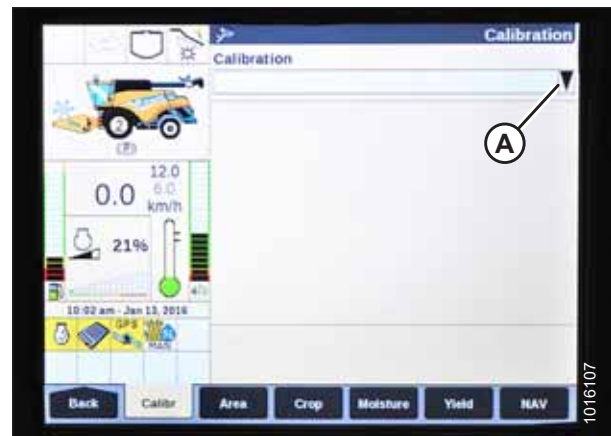 Calibration
Calibration
A
2
(P)
12.0
6.0
0.0 km/h
21%
10:02 am - Jan 13, 2016
GPS
MAN
Back Calibr Area Crop Moisture Yield NAV
1016107